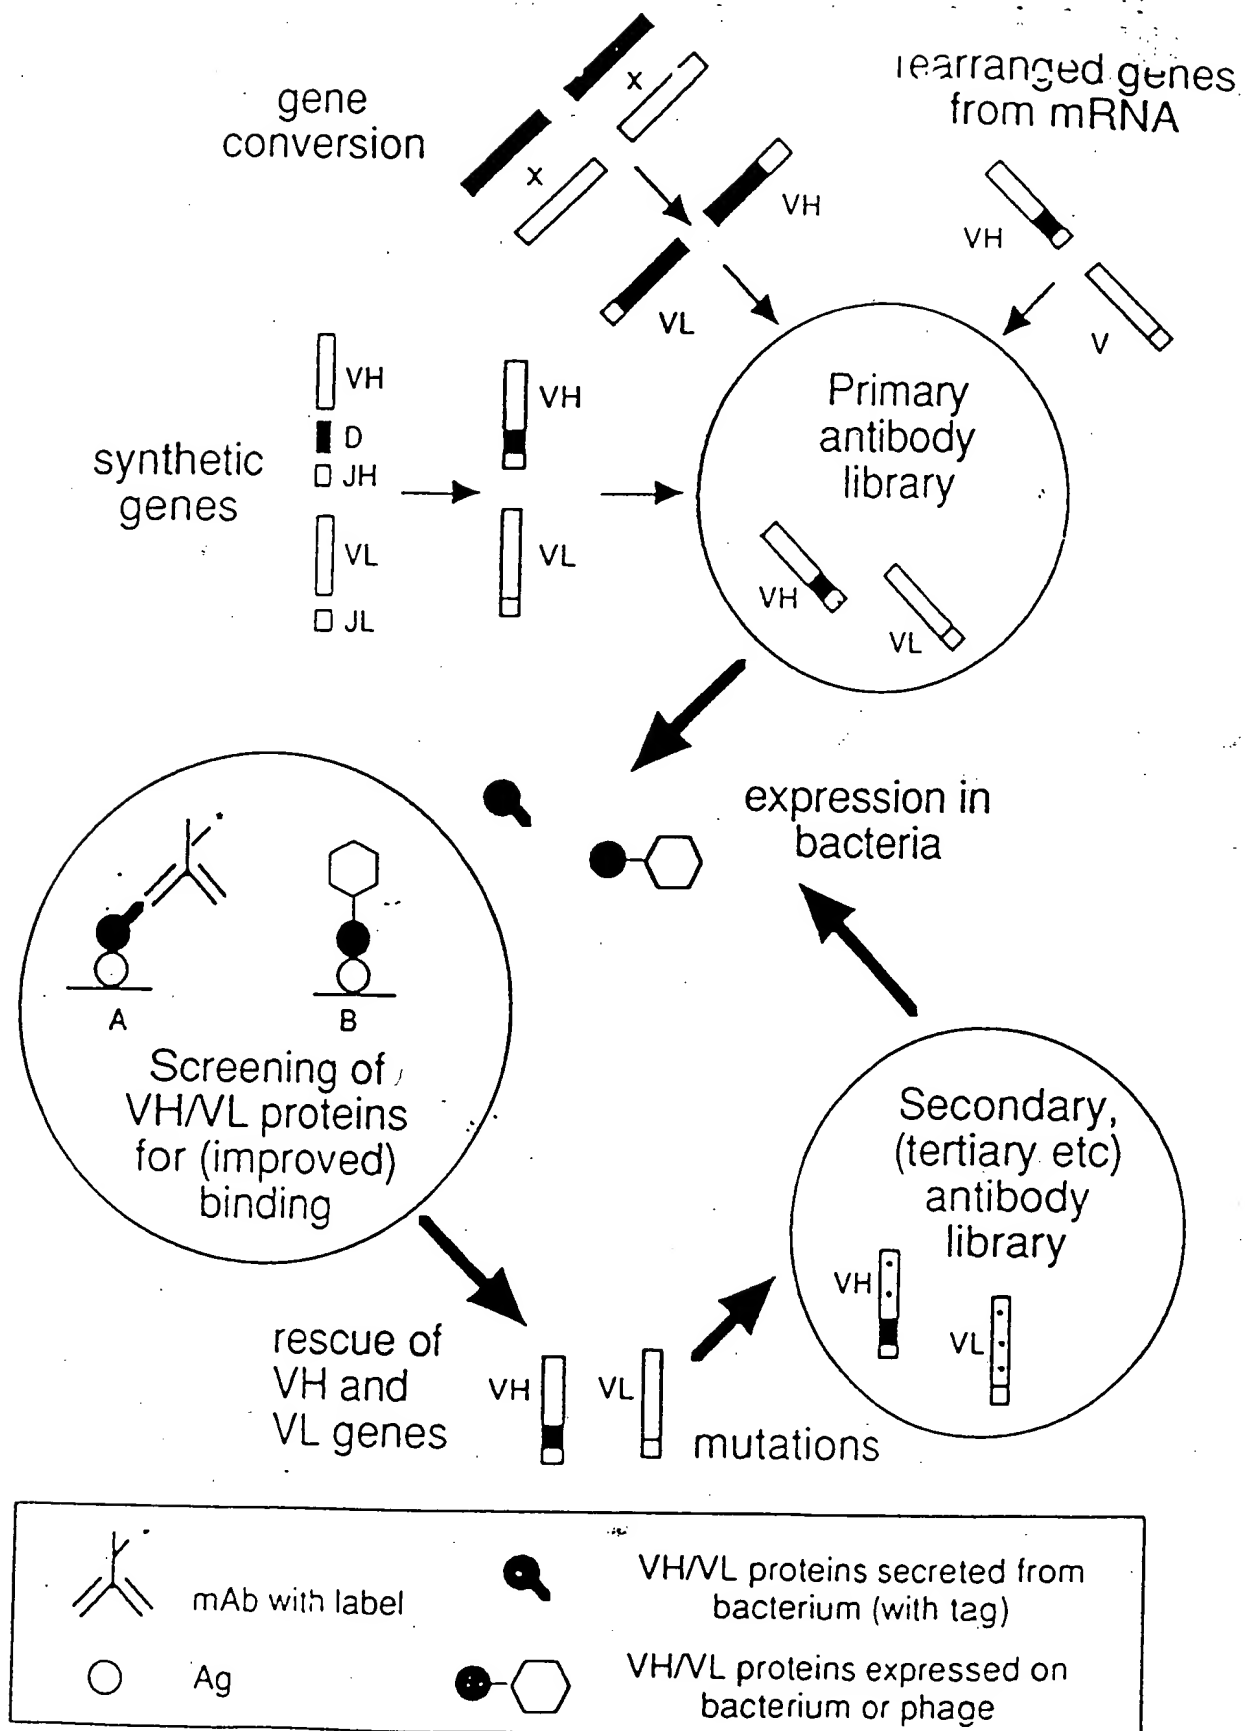 gene
conversion
x
x
VH
VL
rearranged genes
from mRNA
VH
V
synthetic
genes
VH
D
JH
VL
JL
VH
VL
Primary
antibody
library
VH
VL
expression in
bacteria
A
B
Screening of
VH/VL proteins
for (improved)
binding
Secondary,
(tertiary etc)
antibody
library
VH
VL
rescue of
VH and
VL genes
VH
VL
mutations
mAb with label
Ag
VH/VL proteins secreted from
bacterium (with tag)
VH/VL proteins expressed on
bacterium or phage